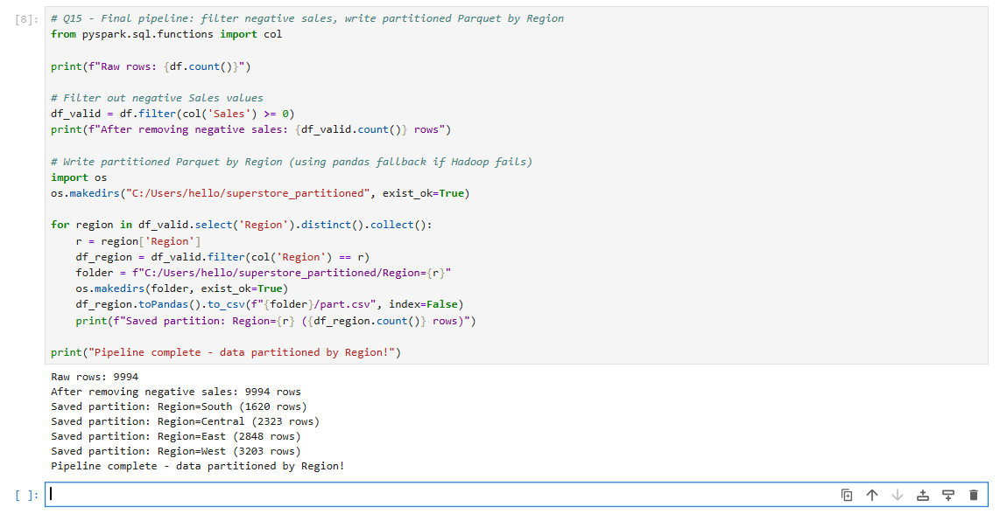 [8]: # Q15 - Final pipeline: filter negative sales, write partitioned Parquet by Region
from pyspark.sql.functions import col
print(f"Raw rows: {df.count()}")
# Filter out negative Sales values
df_valid = df.filter(col('Sales') >= 0)
print(f"After removing negative sales: {df_valid.count()} rows")
# Write partitioned Parquet by Region (using pandas fallback if Hadoop fails)
import os
os.makedirs("C:/Users/hello/superstore_partitioned", exist_ok=True)
for region in df_valid.select('Region').distinct().collect():
    r = region['Region']
    df_region = df_valid.filter(col('Region') == r)
    folder = f"C:/Users/hello/superstore_partitioned/Region={r}"
    os.makedirs(folder, exist_ok=True)
    df_region.toPandas().to_csv(f"{folder}/part.csv", index=False)
    print(f"Saved partition: Region={r} ({df_region.count()} rows)")
print("Pipeline complete - data partitioned by Region!")
Raw rows: 9994
After removing negative sales: 9994 rows
Saved partition: Region=South (1620 rows)
Saved partition: Region=Central (2323 rows)
Saved partition: Region=East (2848 rows)
Saved partition: Region=West (3203 rows)
Pipeline complete - data partitioned by Region!
[ ]: